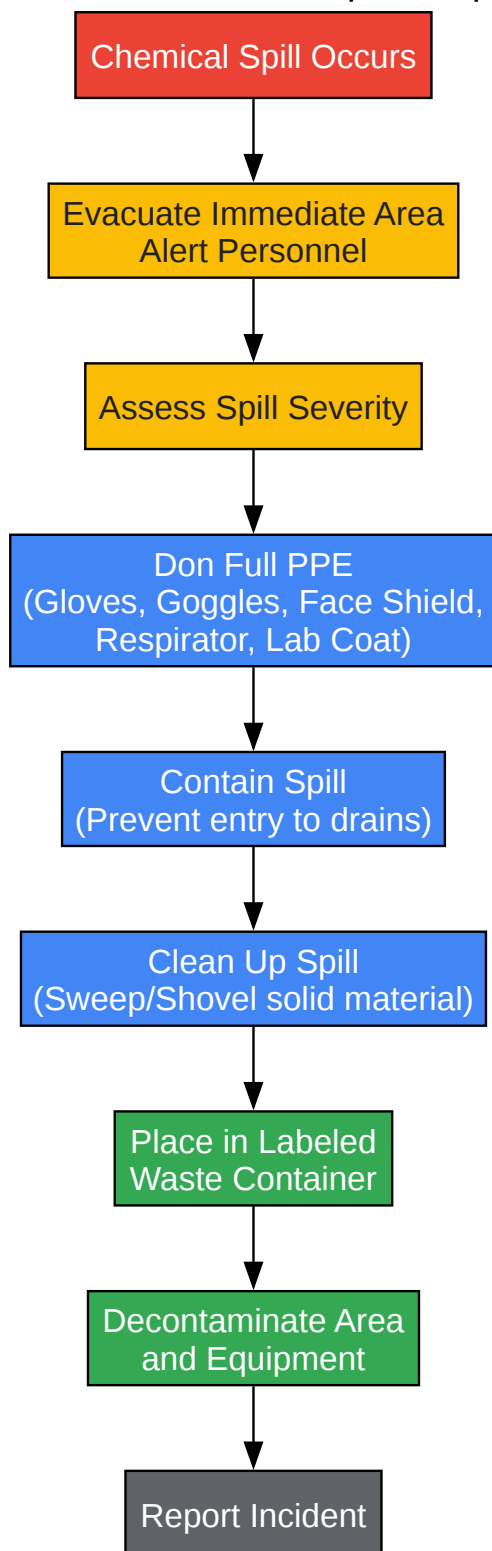 Chemical Spill Occurs
Evacuate Immediate Area
Alert Personnel
Assess Spill Severity
Don Full PPE
(Gloves, Goggles, Face Shield,
Respirator, Lab Coat)
Contain Spill
(Prevent entry to drains)
Clean Up Spill
(Sweep/Shovel solid material)
Place in Labeled
Waste Container
Decontaminate Area
and Equipment
Report Incident